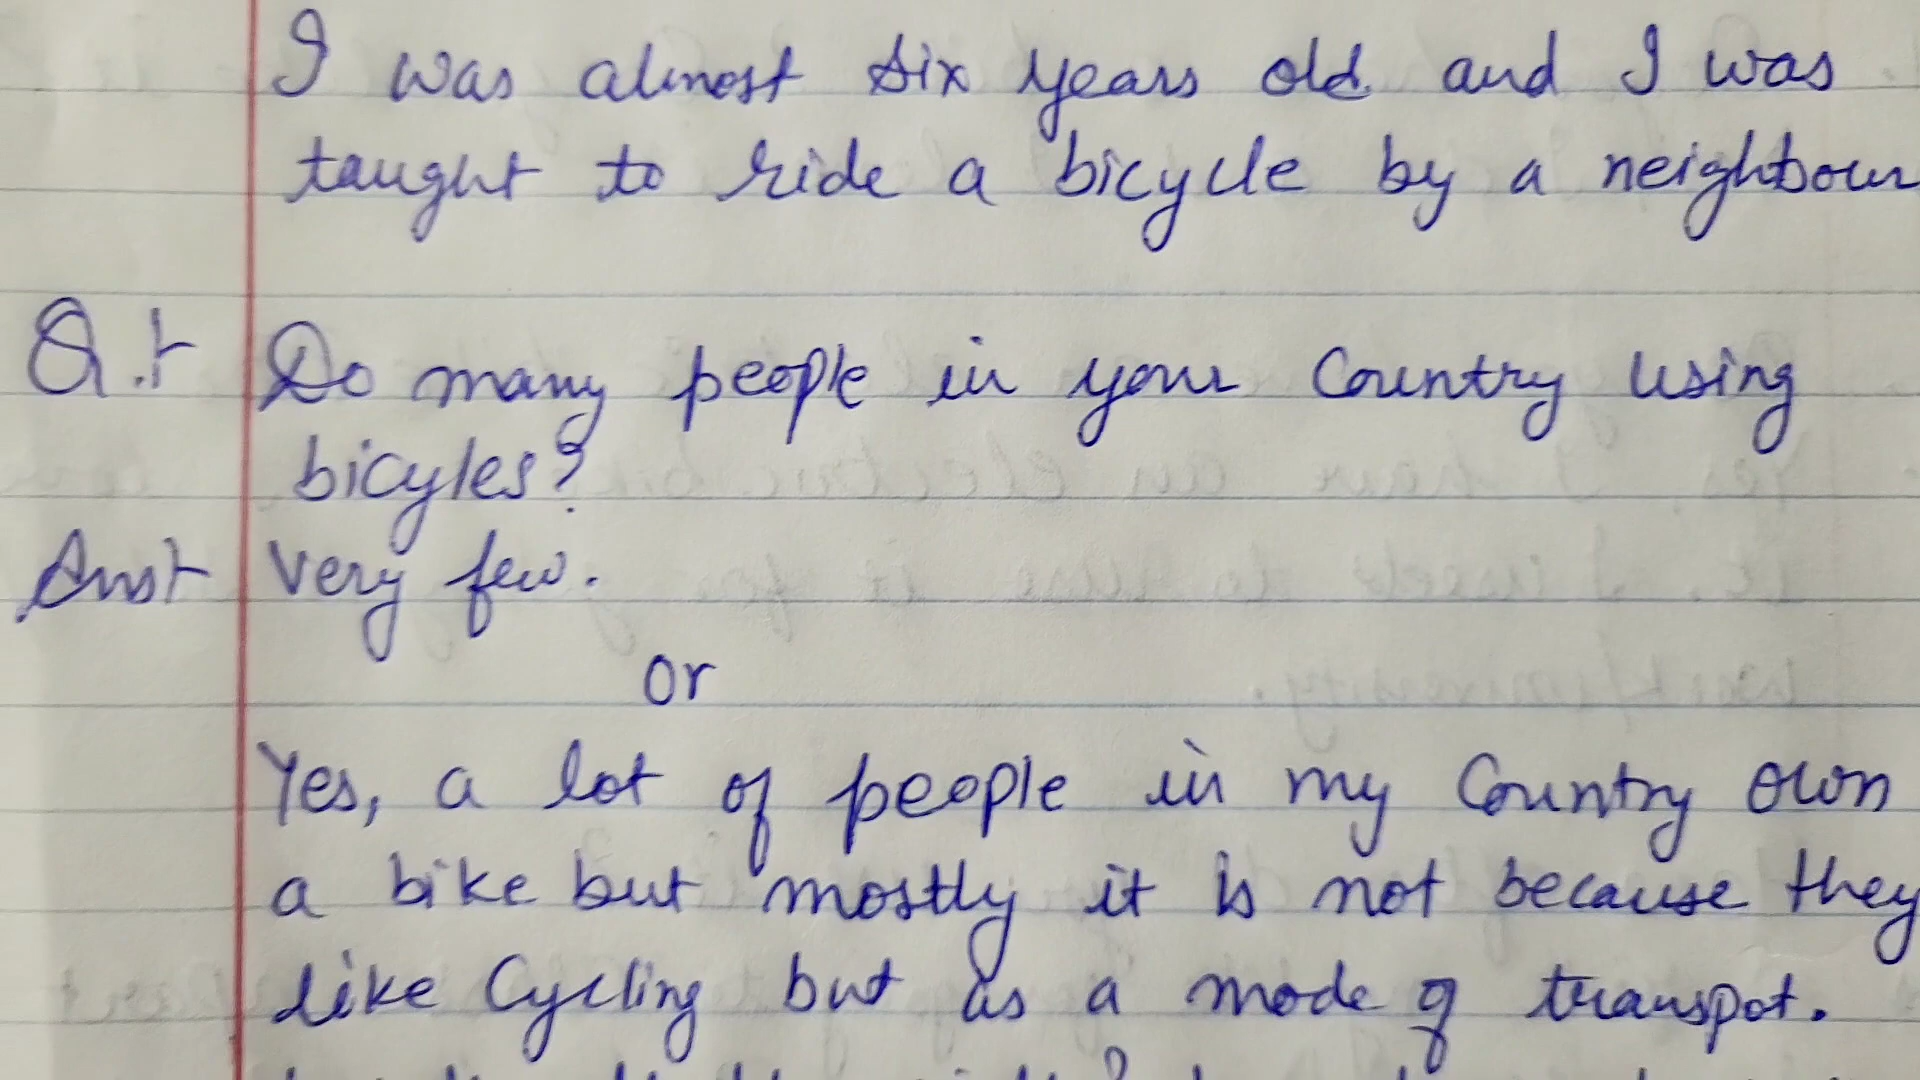 I was almost six years old and I was
taught to ride a bicycle by a neighbour
Q.→ Do many people in your Country using
bicyles?
Ans→ Very few.
or
Yes, a lot of people in my Country own
a bike but mostly it is not because they
like Cycling but as a mode of transpot.